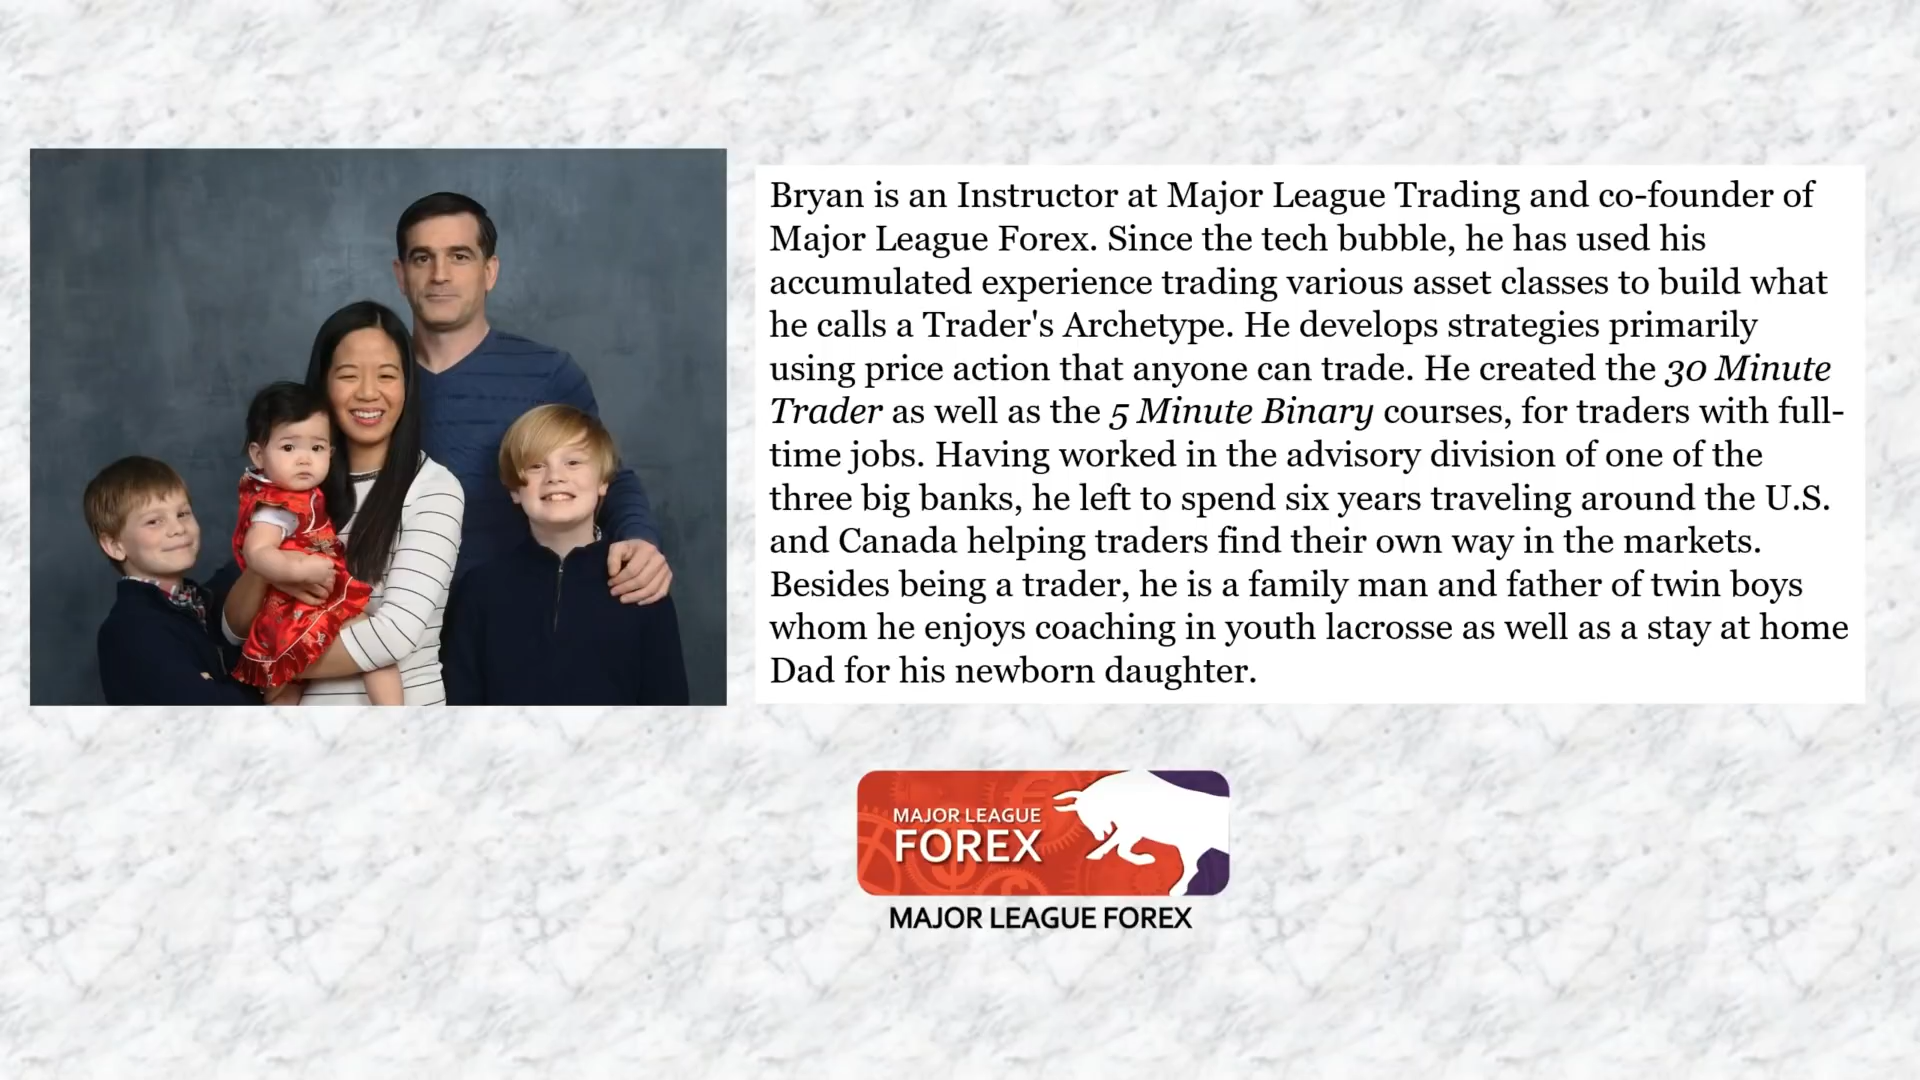 Bryan is an Instructor at Major League Trading and co-founder of
Major League Forex. Since the tech bubble, he has used his
accumulated experience trading various asset classes to build what
he calls a Trader's Archetype. He develops strategies primarily
using price action that anyone can trade. He created the 30 Minute
Trader as well as the 5 Minute Binary courses, for traders with full-
time jobs. Having worked in the advisory division of one of the
three big banks, he left to spend six years traveling around the U.S.
and Canada helping traders find their own way in the markets.
Besides being a trader, he is a family man and father of twin boys
whom he enjoys coaching in youth lacrosse as well as a stay at home
Dad for his newborn daughter.
MAJOR LEAGUE
FOREX
MAJOR LEAGUE FOREX